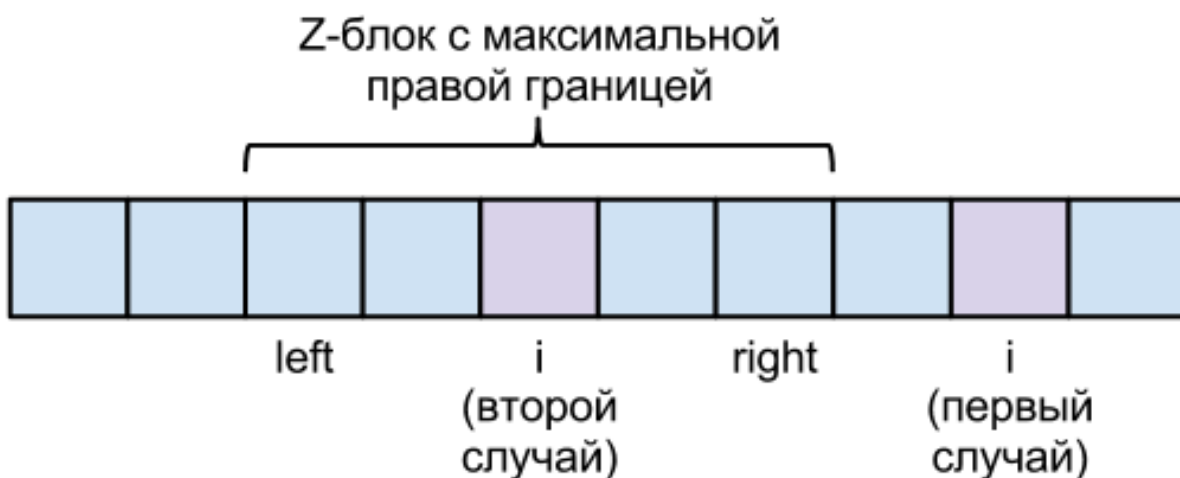 Z-блок с максимальной
правой границей
left
i
(второй
случай)
right
i
(первый
случай)